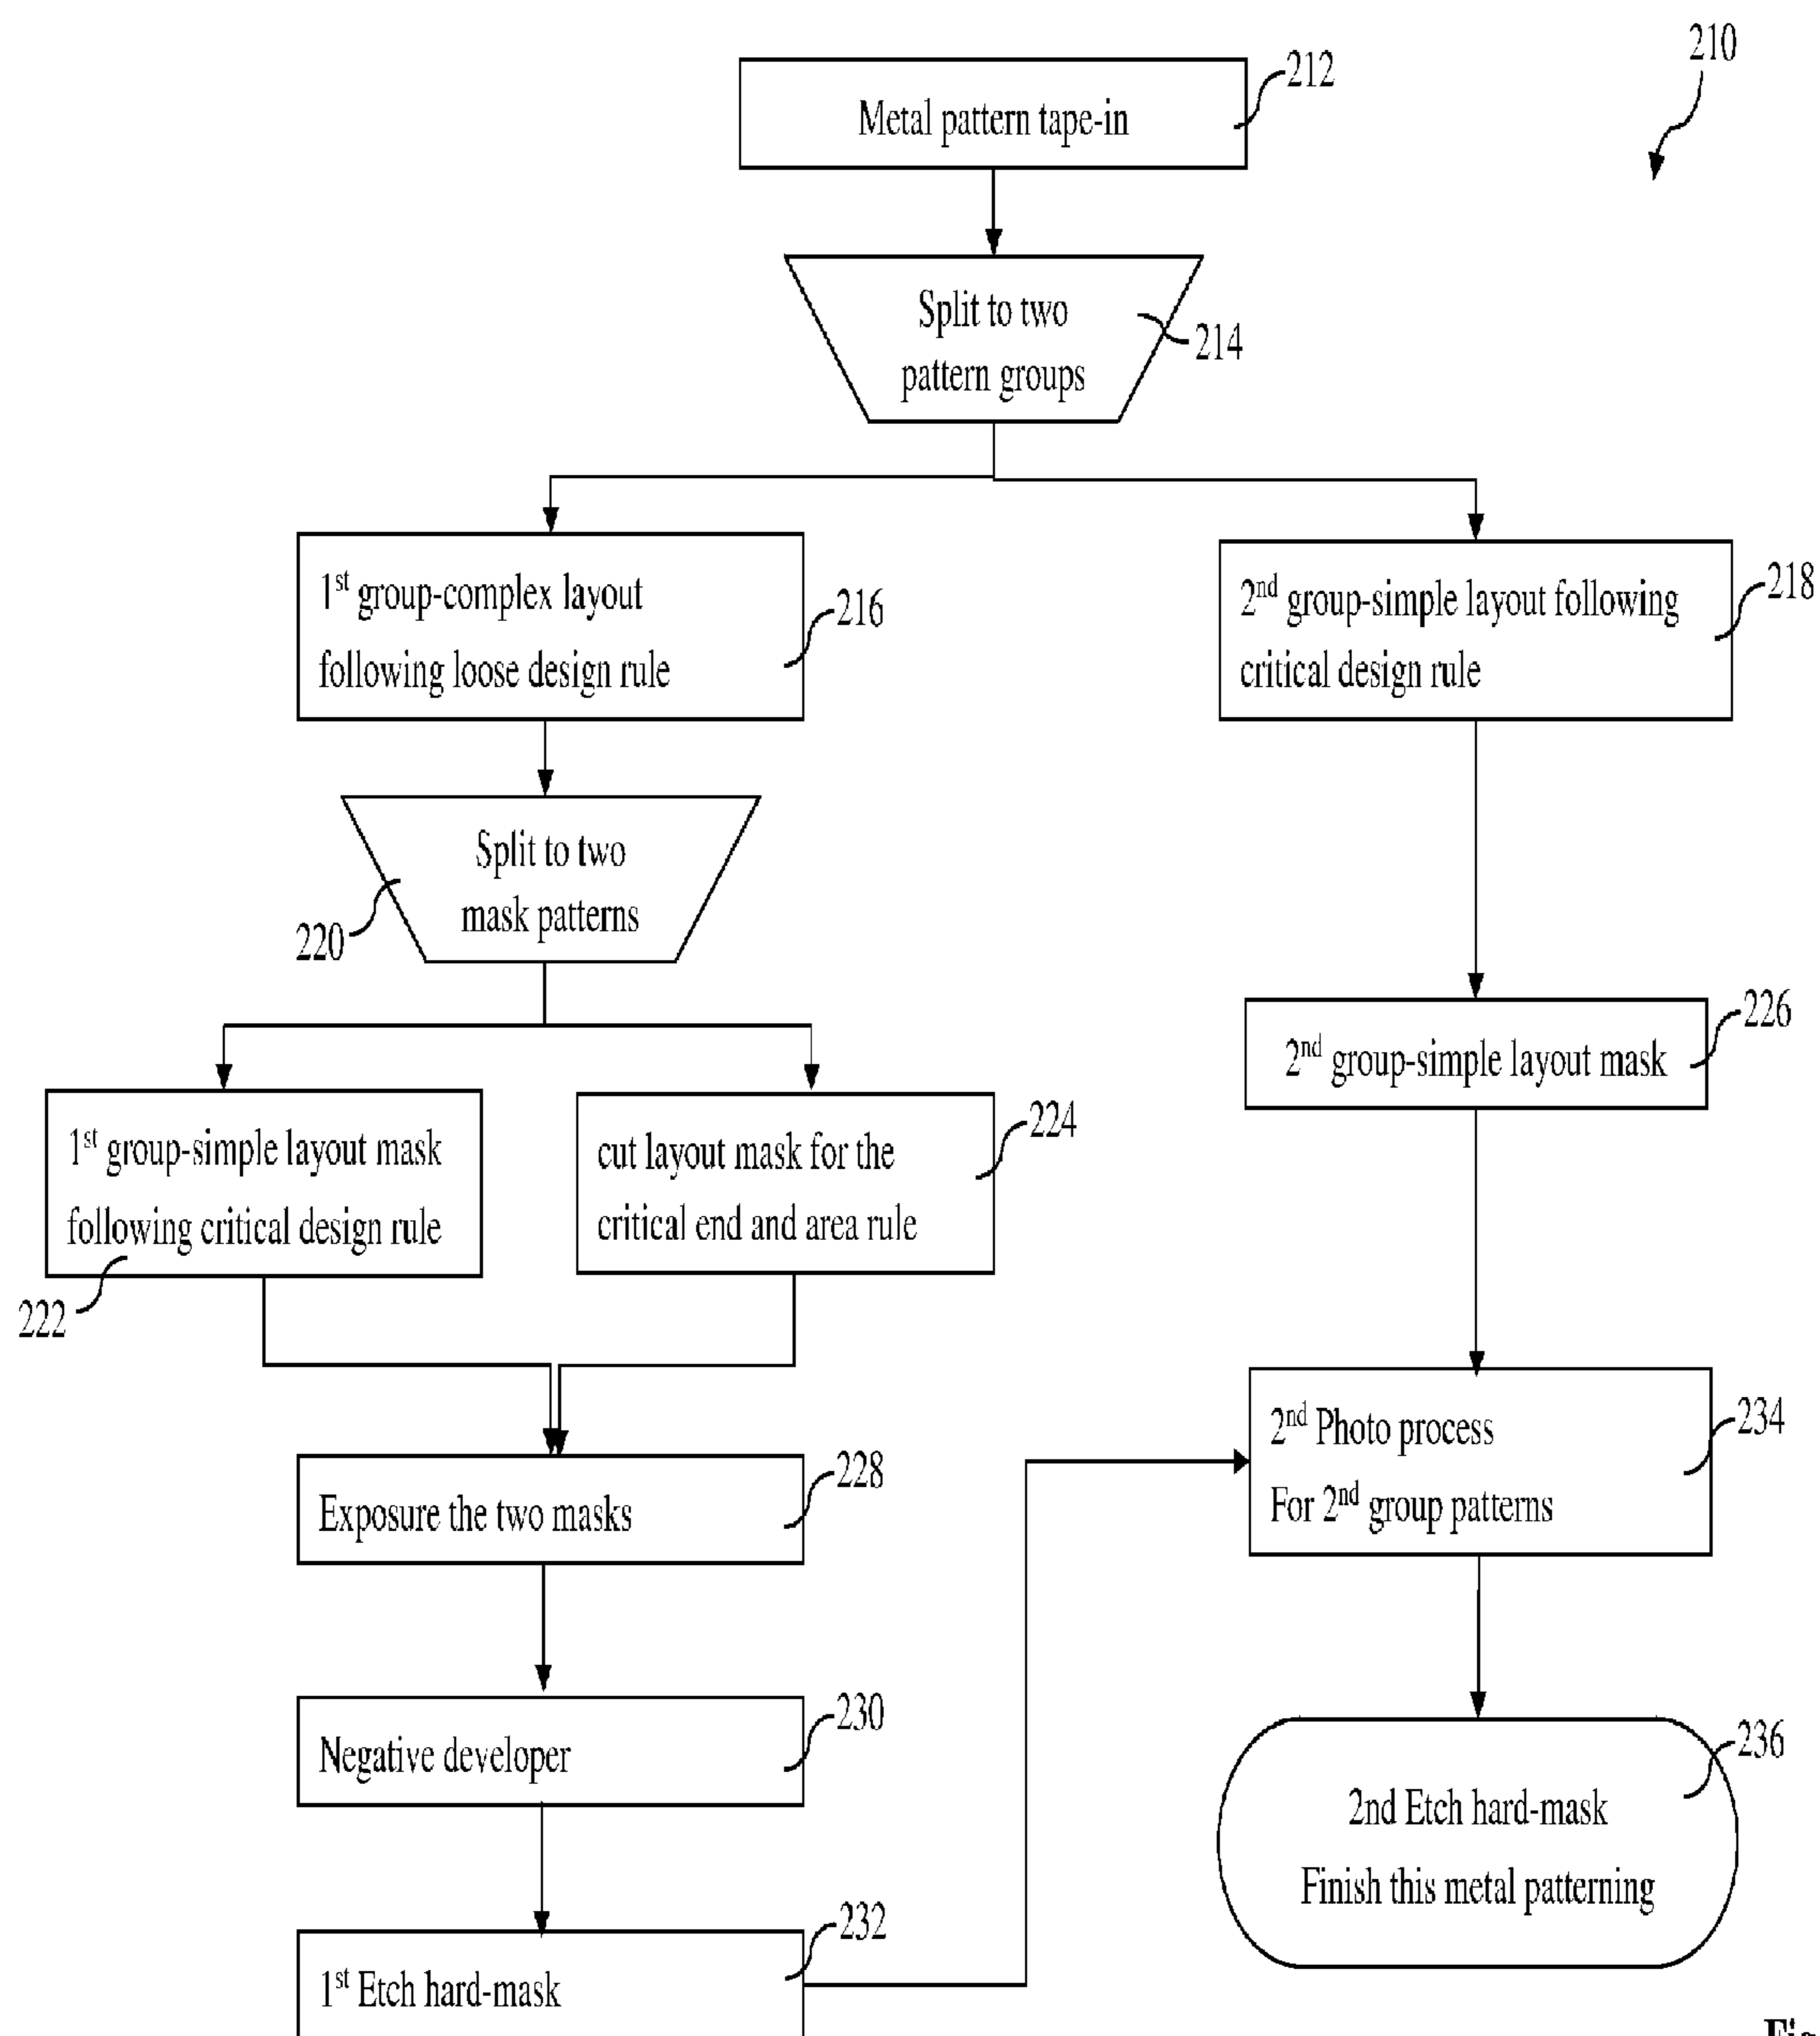 210
212
Metal pattern tape-in
Split to two
pattern groups
214
1st group-complex layout
following loose design rule
216
2nd group-simple layout following
critical design rule
218
Split to two
mask patterns
220
1st group-simple layout mask
following critical design rule
222
cut layout mask for the
critical end and area rule
224
2nd group-simple layout mask
226
Exposure the two masks
228
2nd Photo process
For 2nd group patterns
234
Negative developer
230
2nd Etch hard-mask
Finish this metal patterning
236
1st Etch hard-mask
232